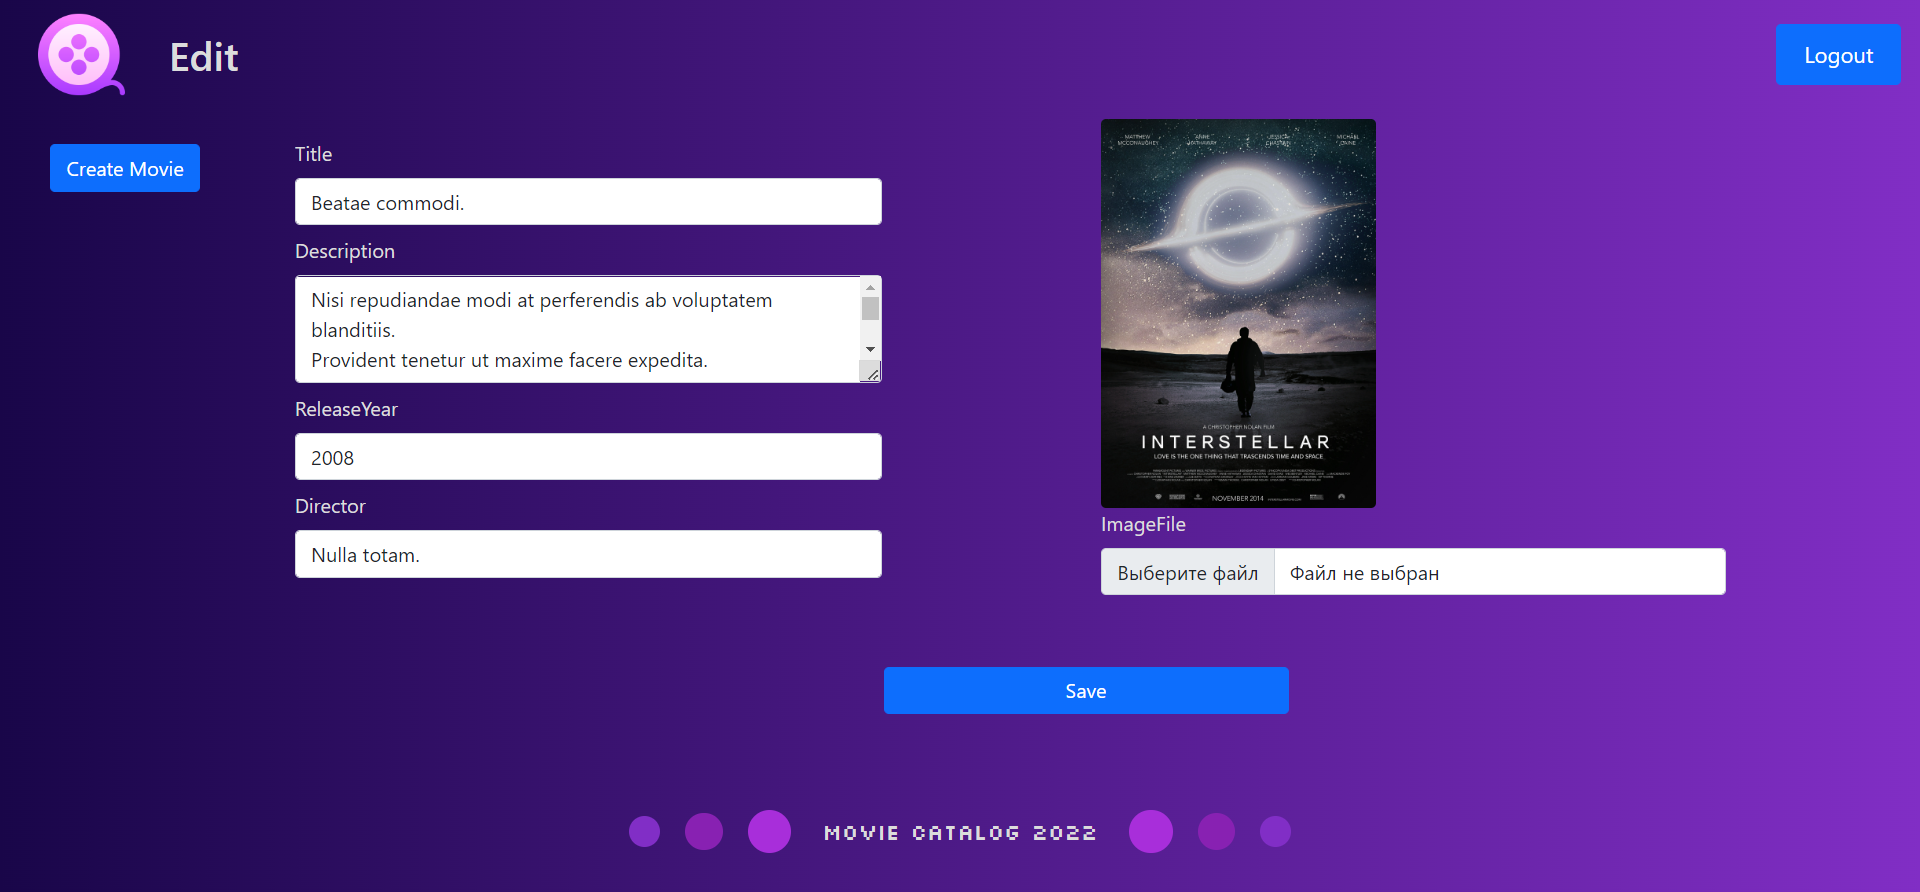 Edit
Logout
Create Movie
Title
Beatae commodi.
Description
Nisi repudiandae modi at perferendis ab voluptatem
blanditiis.
Provident tenetur ut maxime facere expedita.
ReleaseYear
2008
Director
Nulla totam.
MATTHEW MCCONAUGHEY
ANNE HATHAWAY
JESSICA CHASTAIN
MICHAEL CAINE
A CHRISTOPHER NOLAN FILM
INTERSTELLAR
LOVE IS THE ONE THING THAT TRASCENDS TIME AND SPACE
NOVEMBER 2014
ImageFile
Выберите файл
Файл не выбран
Save
MOVIE CATALOG 2022